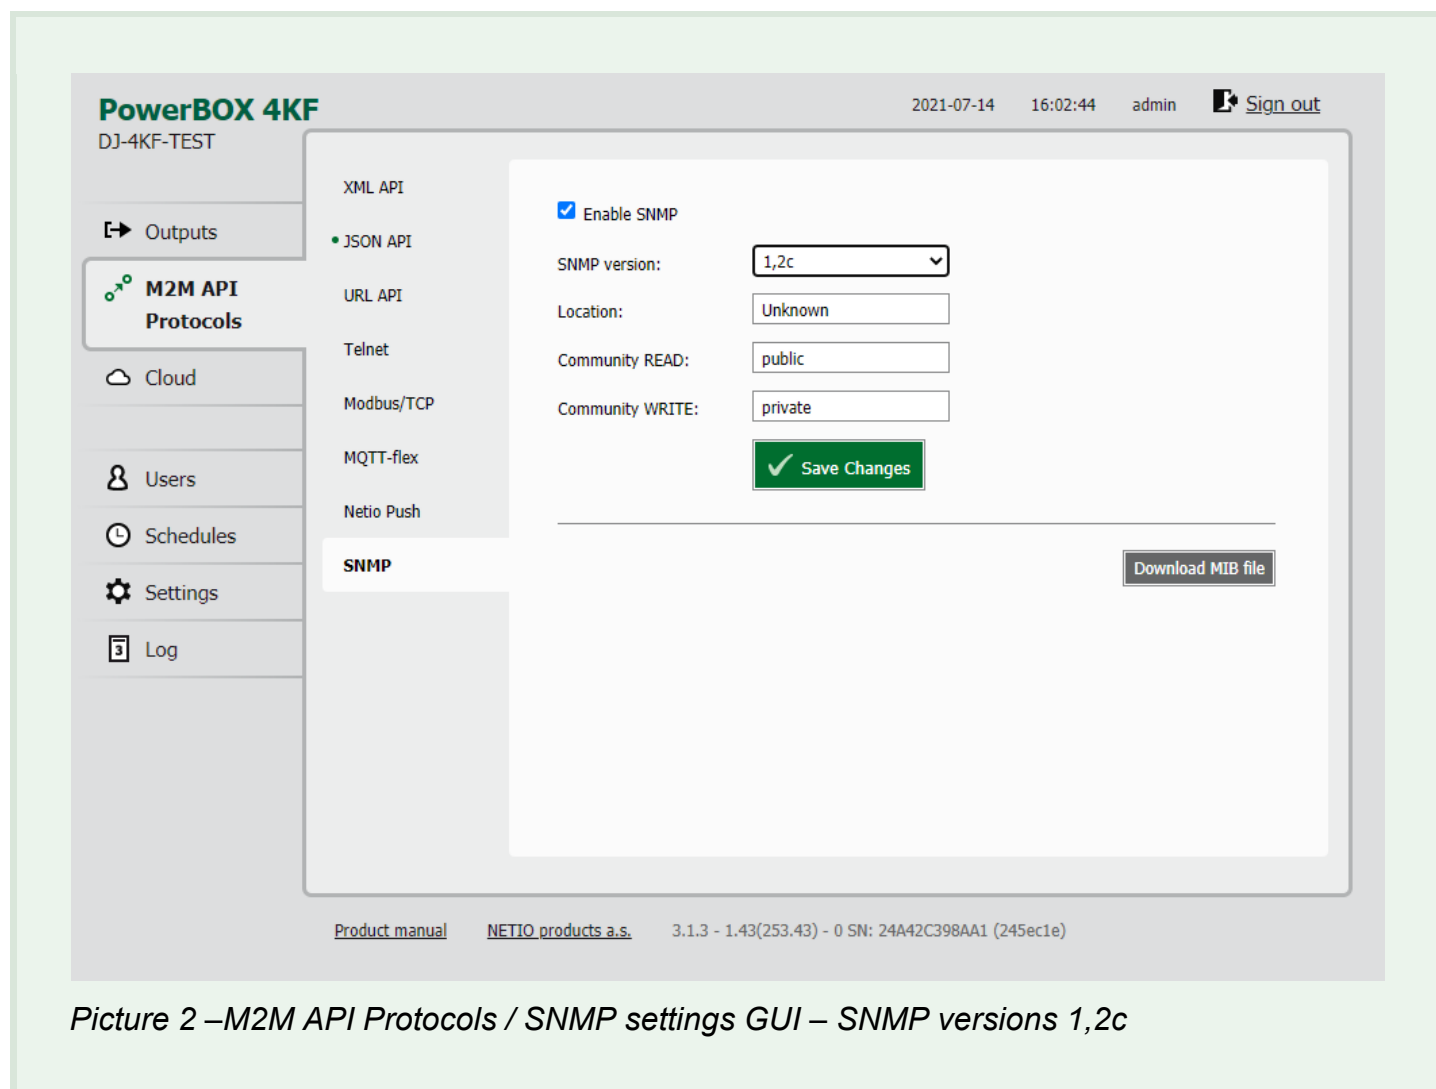 PowerBOX 4KF
DJ-4KF-TEST
2021-07-14 16:02:44 admin Sign out
Outputs
M2M API
Protocols
Cloud
Users
Schedules
Settings
3
Log
XML API
• JSON API
URL API
Telnet
Modbus/TCP
MQTT-flex
Netio Push
SNMP
Enable SNMP
SNMP version: 1,2c
Location: Unknown
Community READ: public
Community WRITE: private
Save Changes
Download MIB file
Product manual NETIO products a.s. 3.1.3 - 1.43(253.43) - 0 SN: 24A42C398AA1 (245ec1e)
Picture 2 –M2M API Protocols / SNMP settings GUI – SNMP versions 1,2c